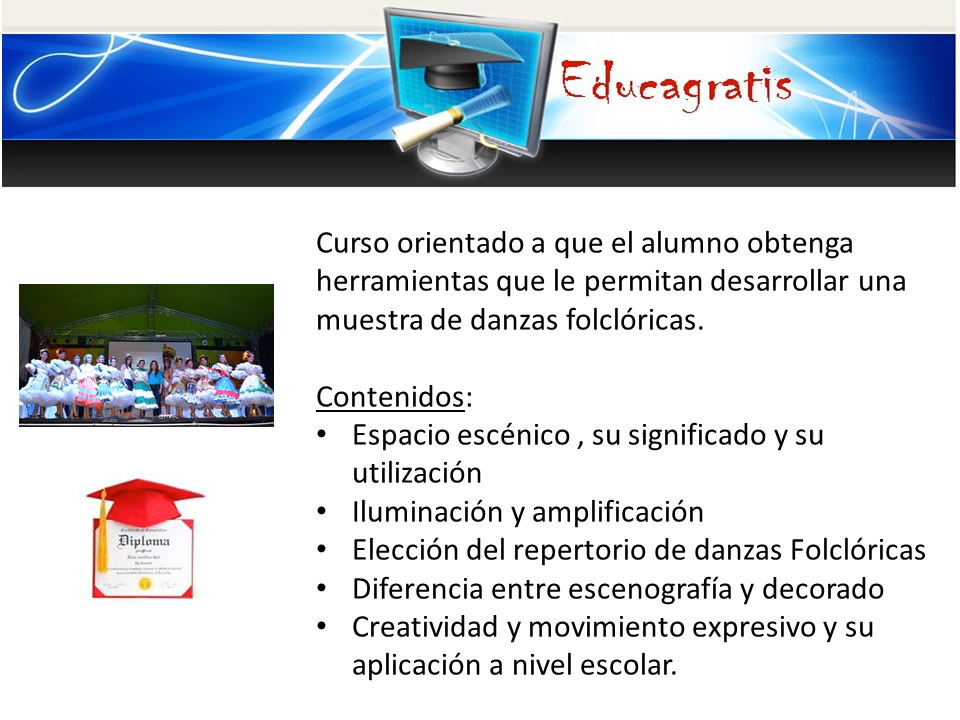 Educagratis
Curso orientado a que el alumno obtenga
herramientas que le permitan desarrollar una
muestra de danzas folclóricas.
Contenidos:
• Espacio escénico , su significado y su
utilización
• Iluminación y amplificación
• Elección del repertorio de danzas Folclóricas
• Diferencia entre escenografía y decorado
• Creatividad y movimiento expresivo y su
aplicación a nivel escolar.
Diploma